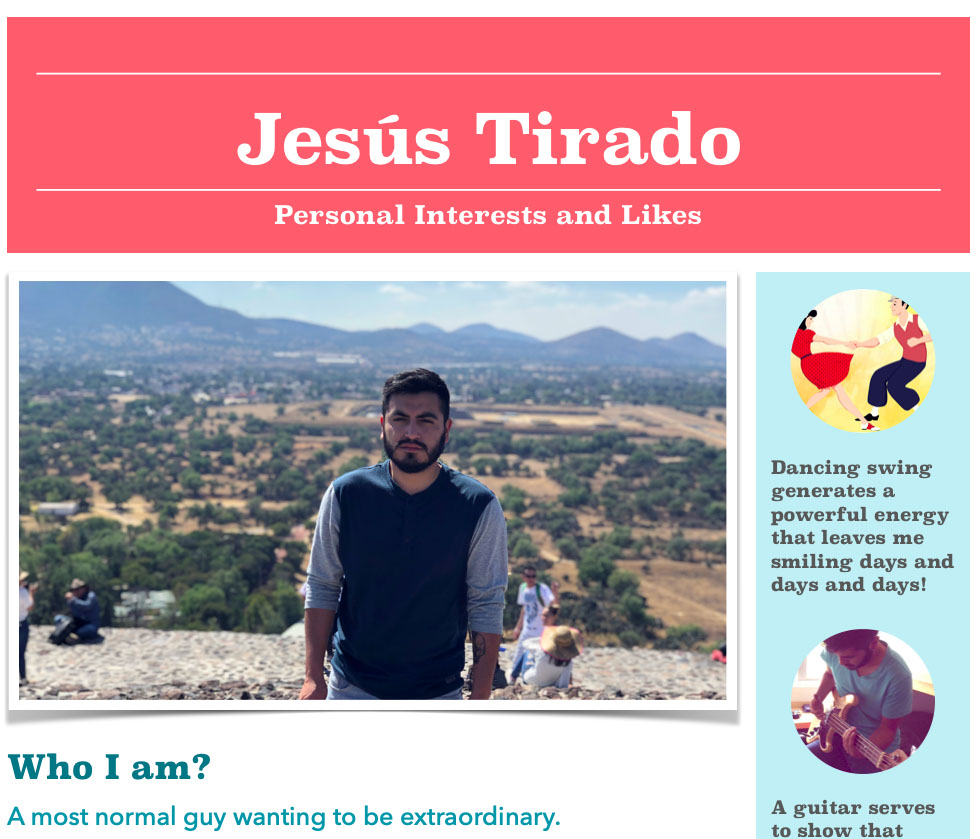 Jesús Tirado
Personal Interests and Likes
Dancing swing
generates a
powerful energy
that leaves me
smiling days and
days and days!
A guitar serves
to show that
Who I am?
A most normal guy wanting to be extraordinary.